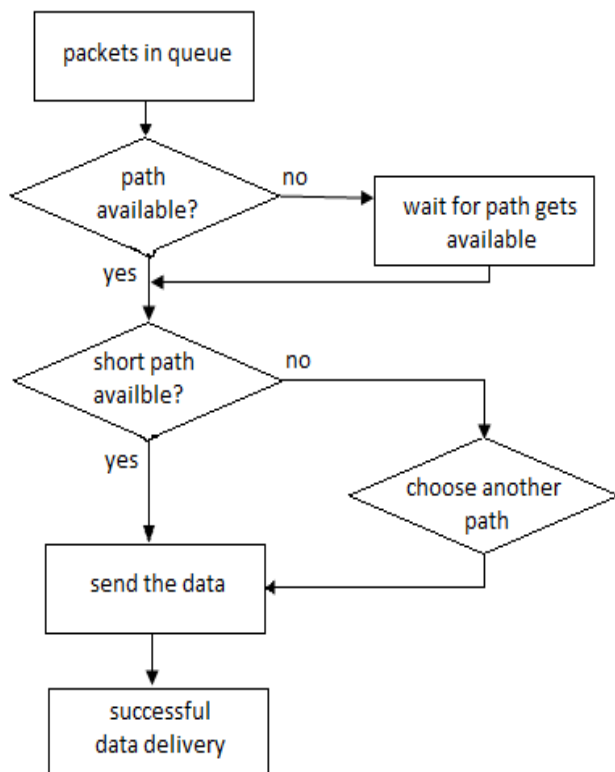 packets in queue
path
available?
no
wait for path gets
available
yes
short path
availble?
no
yes
choose another
path
send the data
successful
data delivery